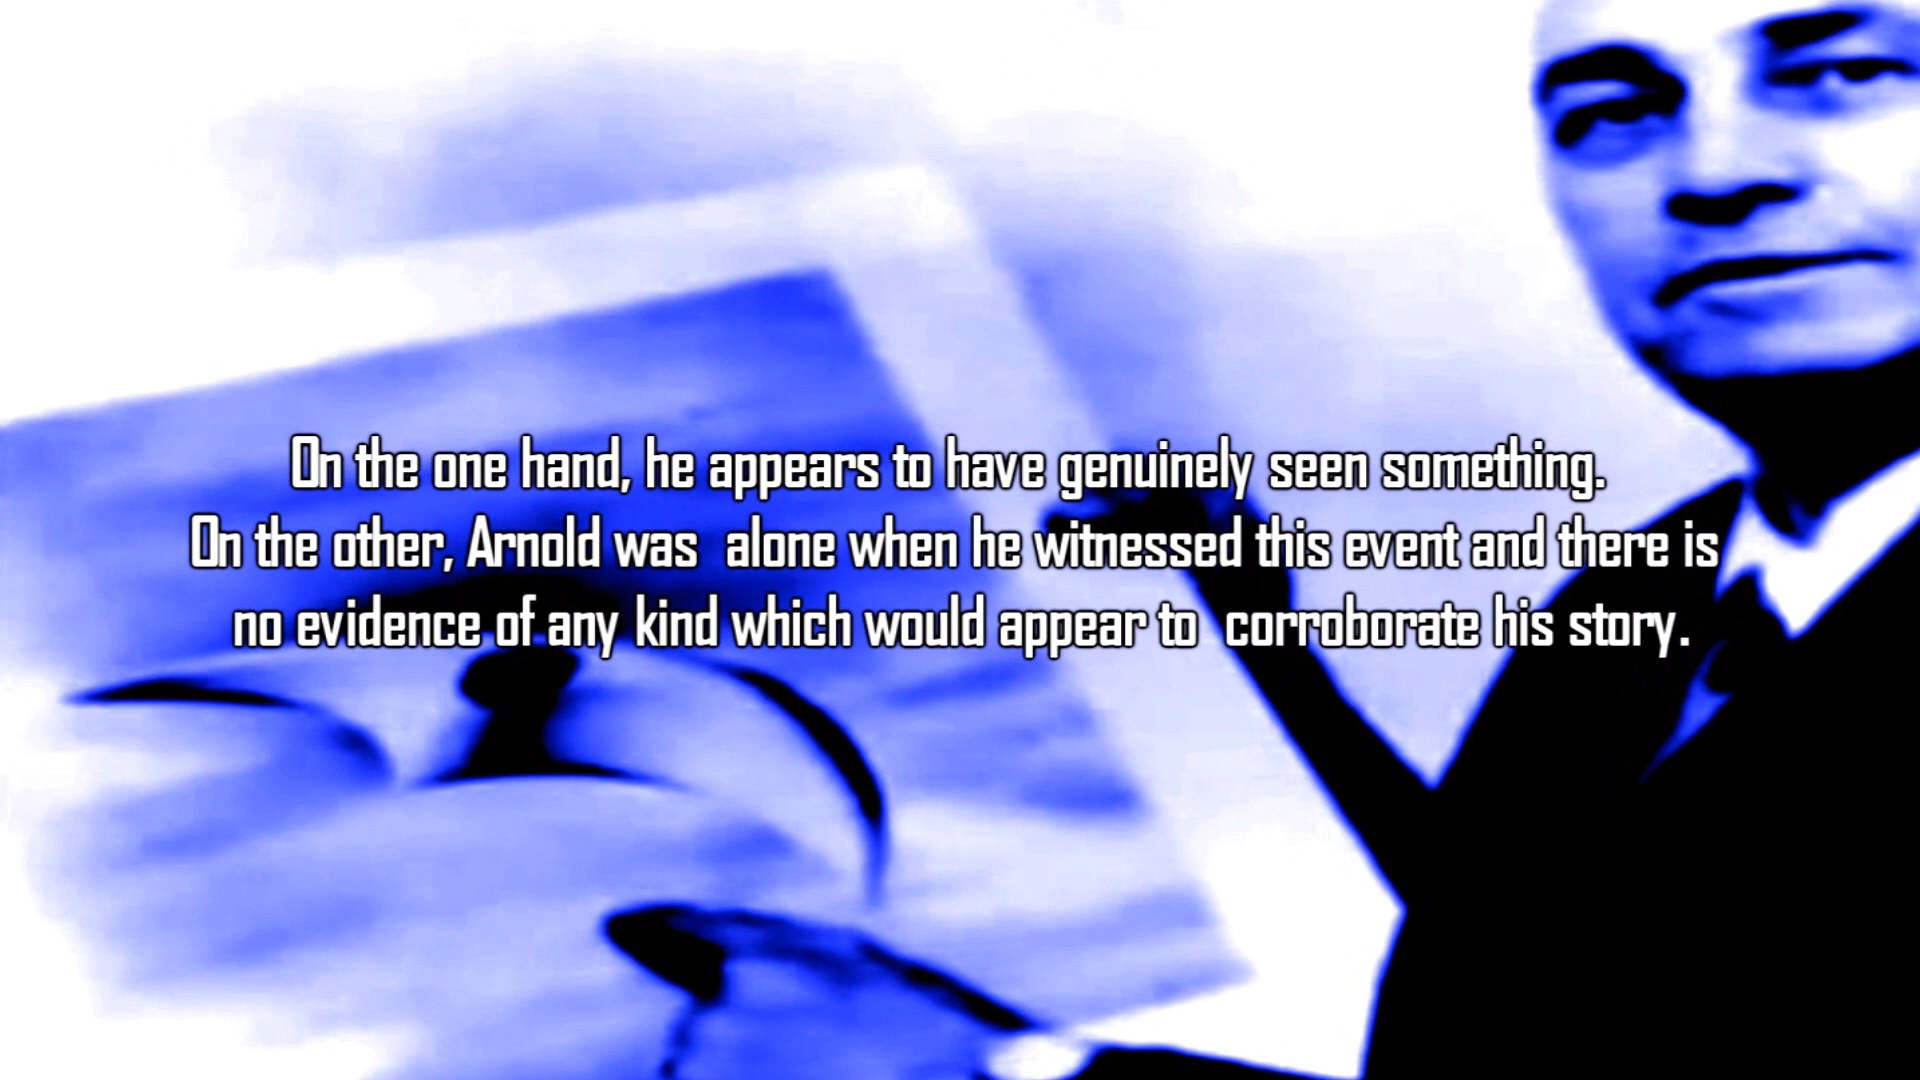 On the one hand, he appears to have genuinely seen something.
On the other, Arnold was  alone when he witnessed this event and there is
no evidence of any kind which would appear to  corroborate his story.